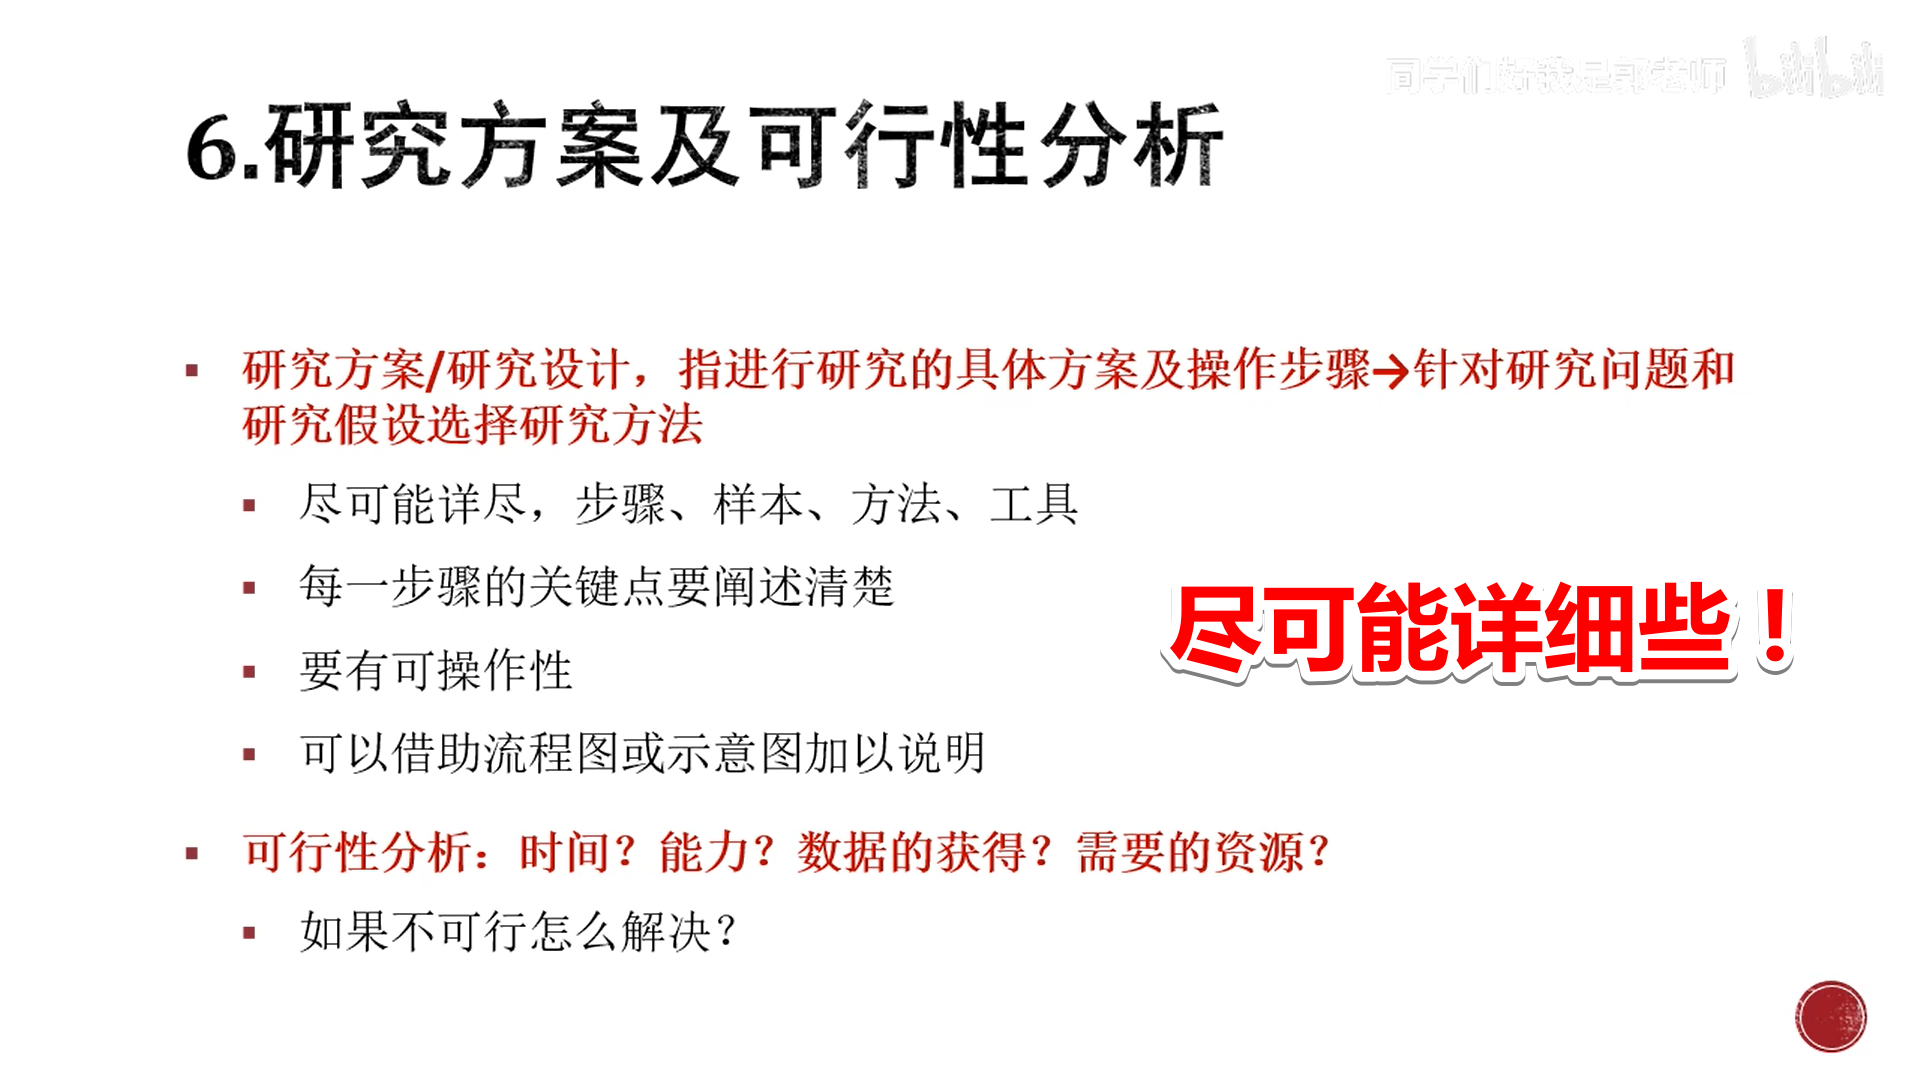 同学们好我是郭老师 bilibili
6.研究方案及可行性分析
研究方案/研究设计，指进行研究的具体方案及操作步骤→针对研究问题和
研究假设选择研究方法
尽可能详尽，步骤、样本、方法、工具
每一步骤的关键点要阐述清楚
尽可能详细些！
要有可操作性
可以借助流程图或示意图加以说明
可行性分析：时间？能力？数据的获得？需要的资源？
如果不可行怎么解决？